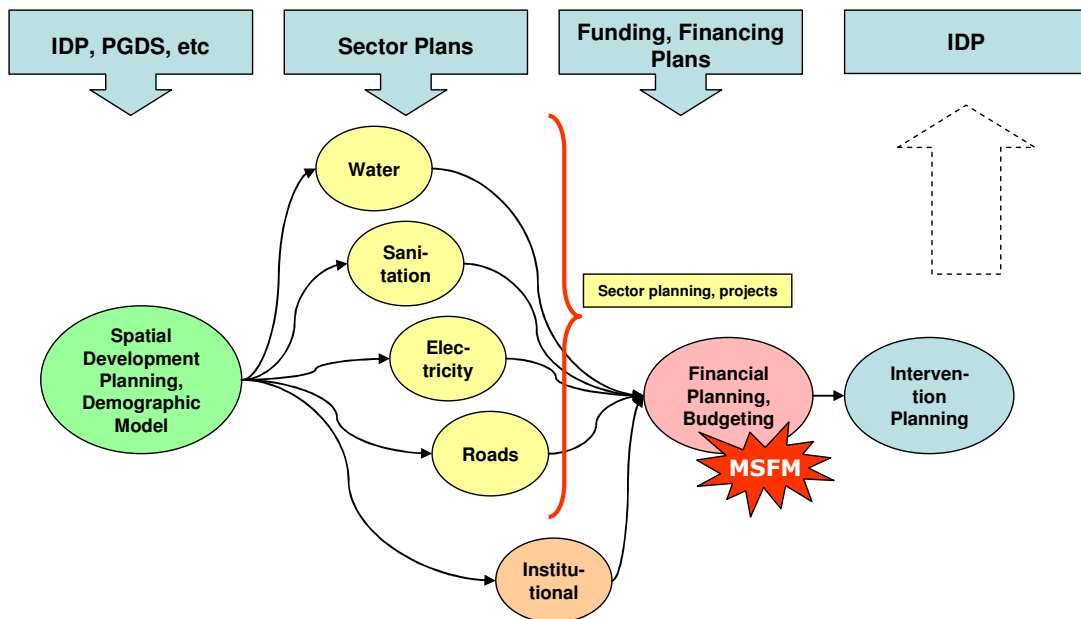 IDP, PGDS, etc
Sector Plans
Funding, Financing
Plans
IDP
Water
Sani-
tation
Sector planning, projects
Spatial
Development
Planning,
Demographic
Model
Elec-
tricity
Financial
Planning,
Budgeting
Interven-
tion
Planning
Roads
MSFM
Institu-
tional